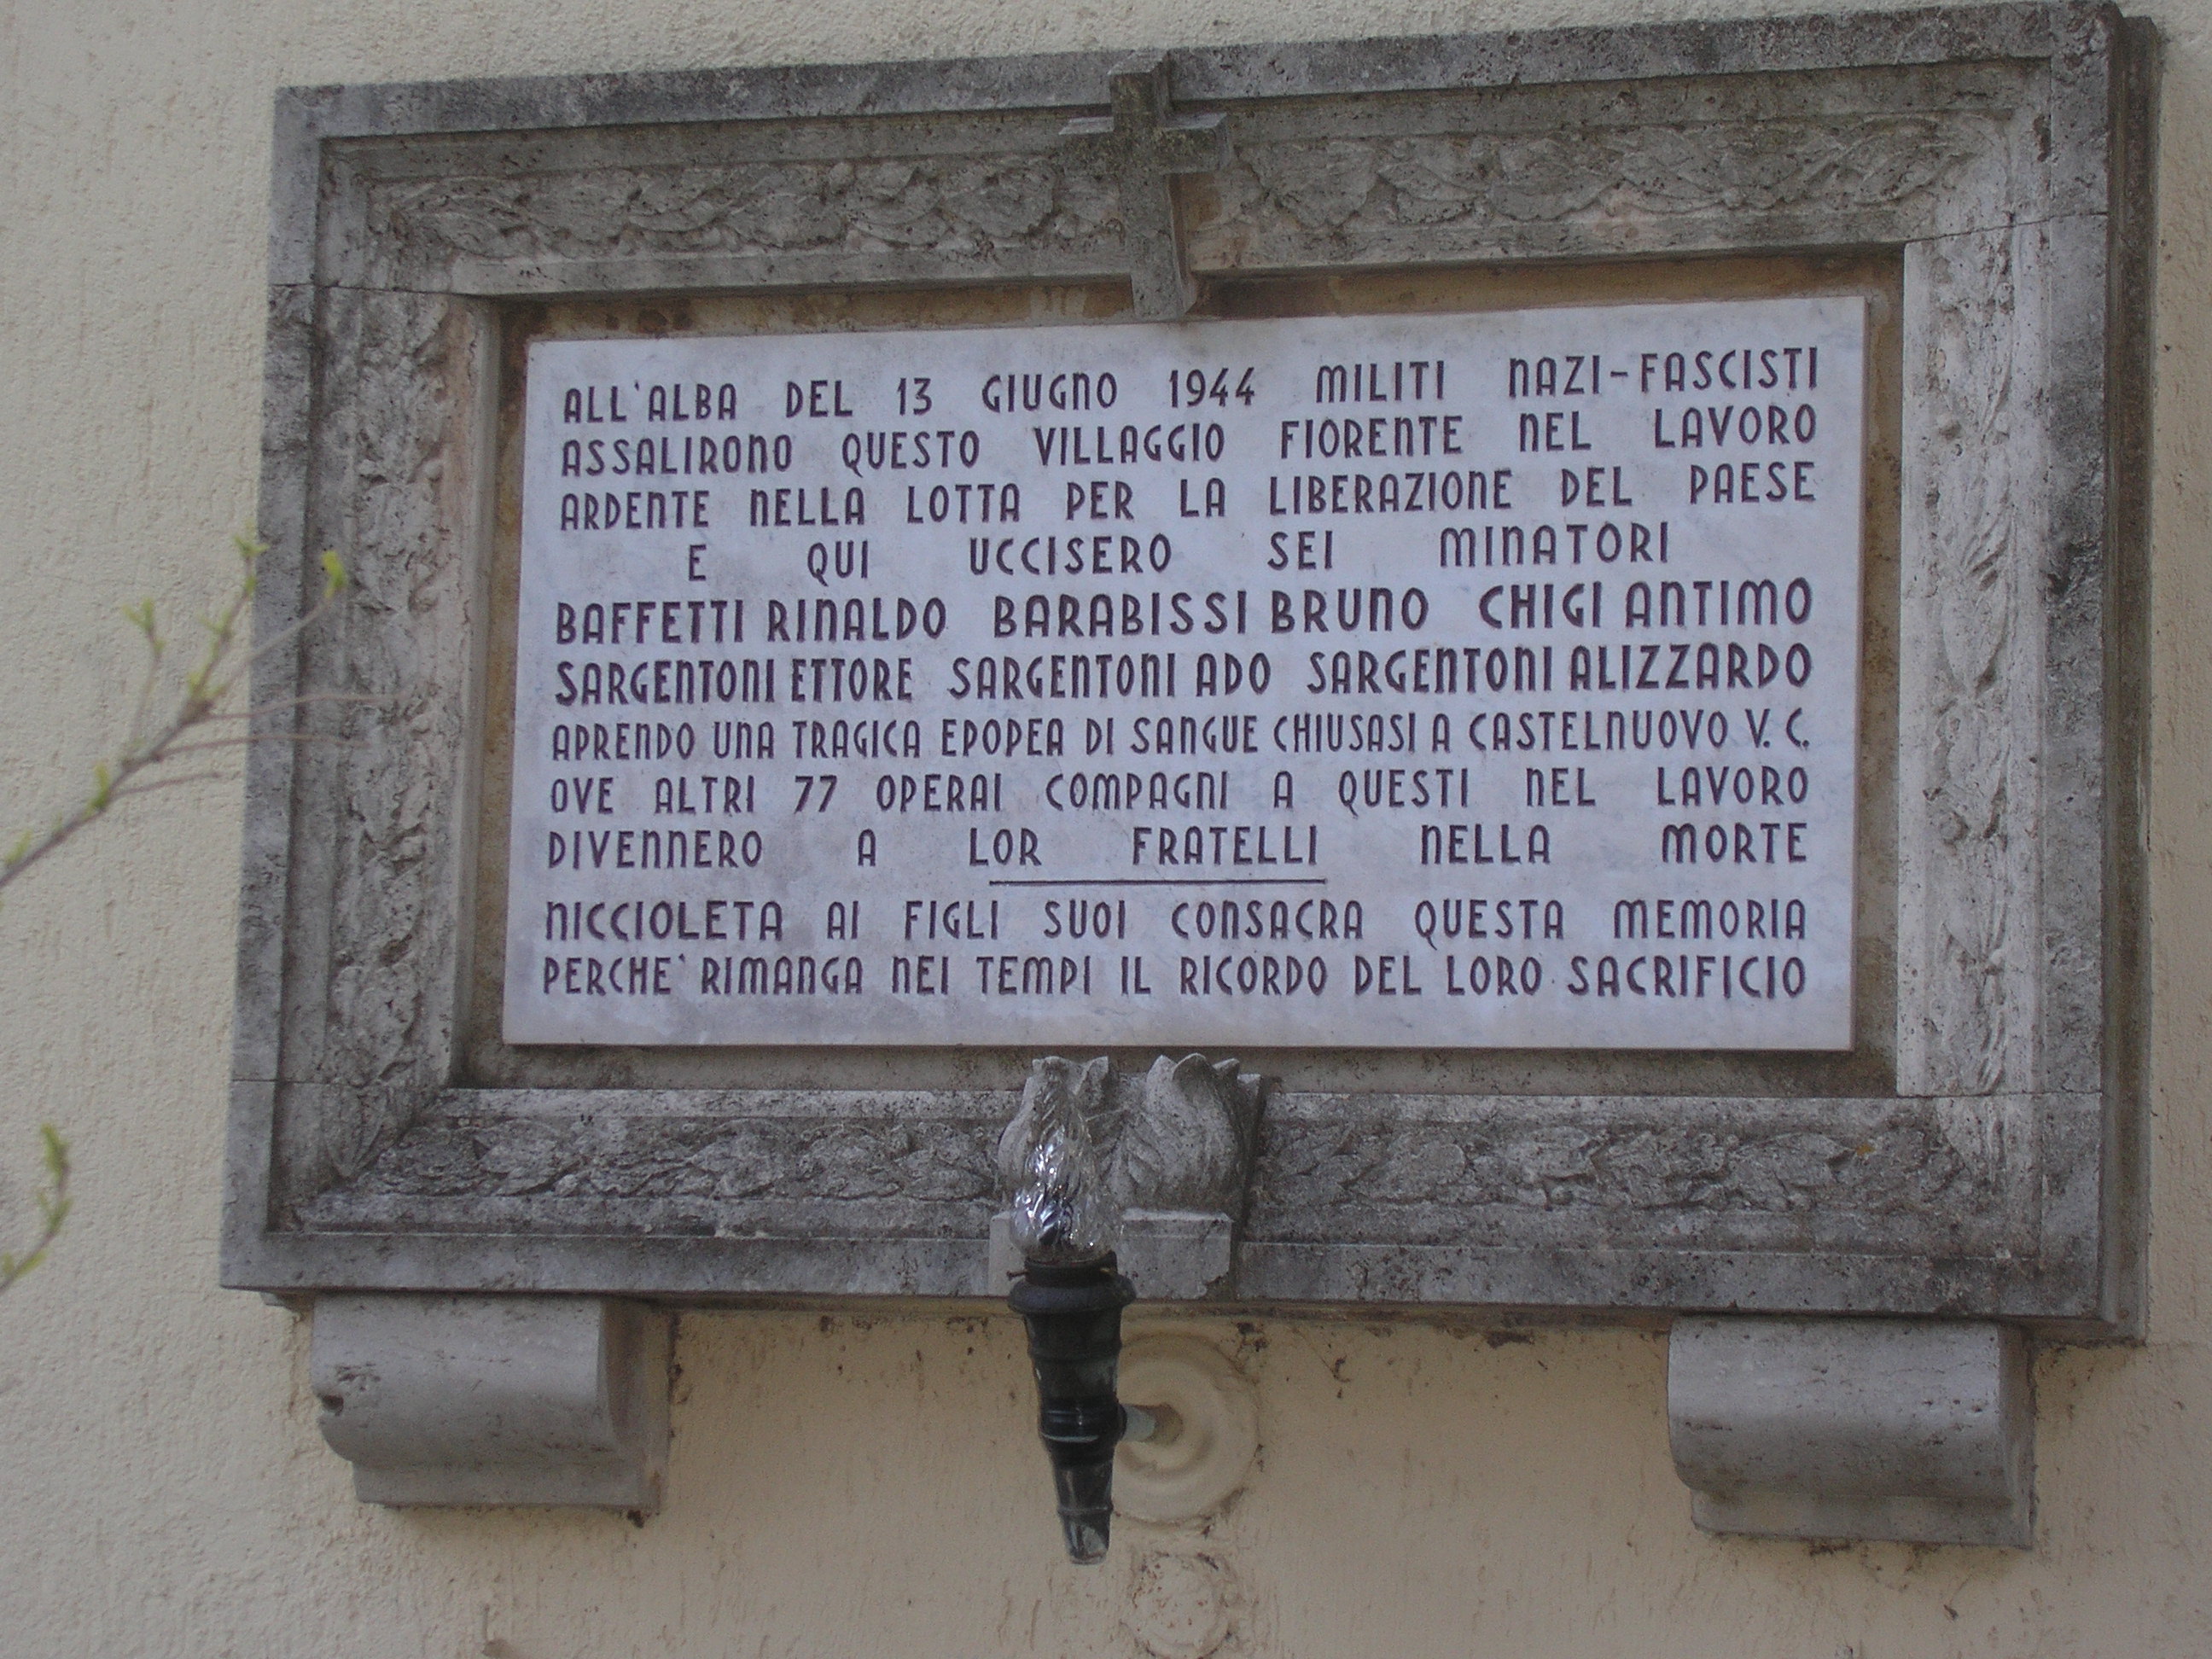 ALL'ALBA DEL 13 GIUGNO 1944 MILITI NAZI-FASCISTI
ASSALIRONO QUESTO VILLAGGIO FIORENTE NEL LAVORO
ARDENTE NELLA LOTTA PER LA LIBERAZIONE DEL PAESE
E QUI UCCISERO SEI MINATORI
BAFFETTI RINALDO BARABISSI BRUNO CHIGI ANTIMO
SARGENTONI ETTORE SARGENTONI ADO SARGENTONI ALIZZARDO
APRENDO UNA TRAGICA EPOPEA DI SANGUE CHIUSASI A CASTELNUOVO V. C.
OVE ALTRI 77 OPERAI COMPAGNI A QUESTI NEL LAVORO
DIVENNERO A LOR FRATELLI NELLA MORTE
NICCIOLETA AI FIGLI SUOI CONSACRA QUESTA MEMORIA
PERCHE' RIMANGA NEI TEMPI IL RICORDO DEL LORO SACRIFICIO